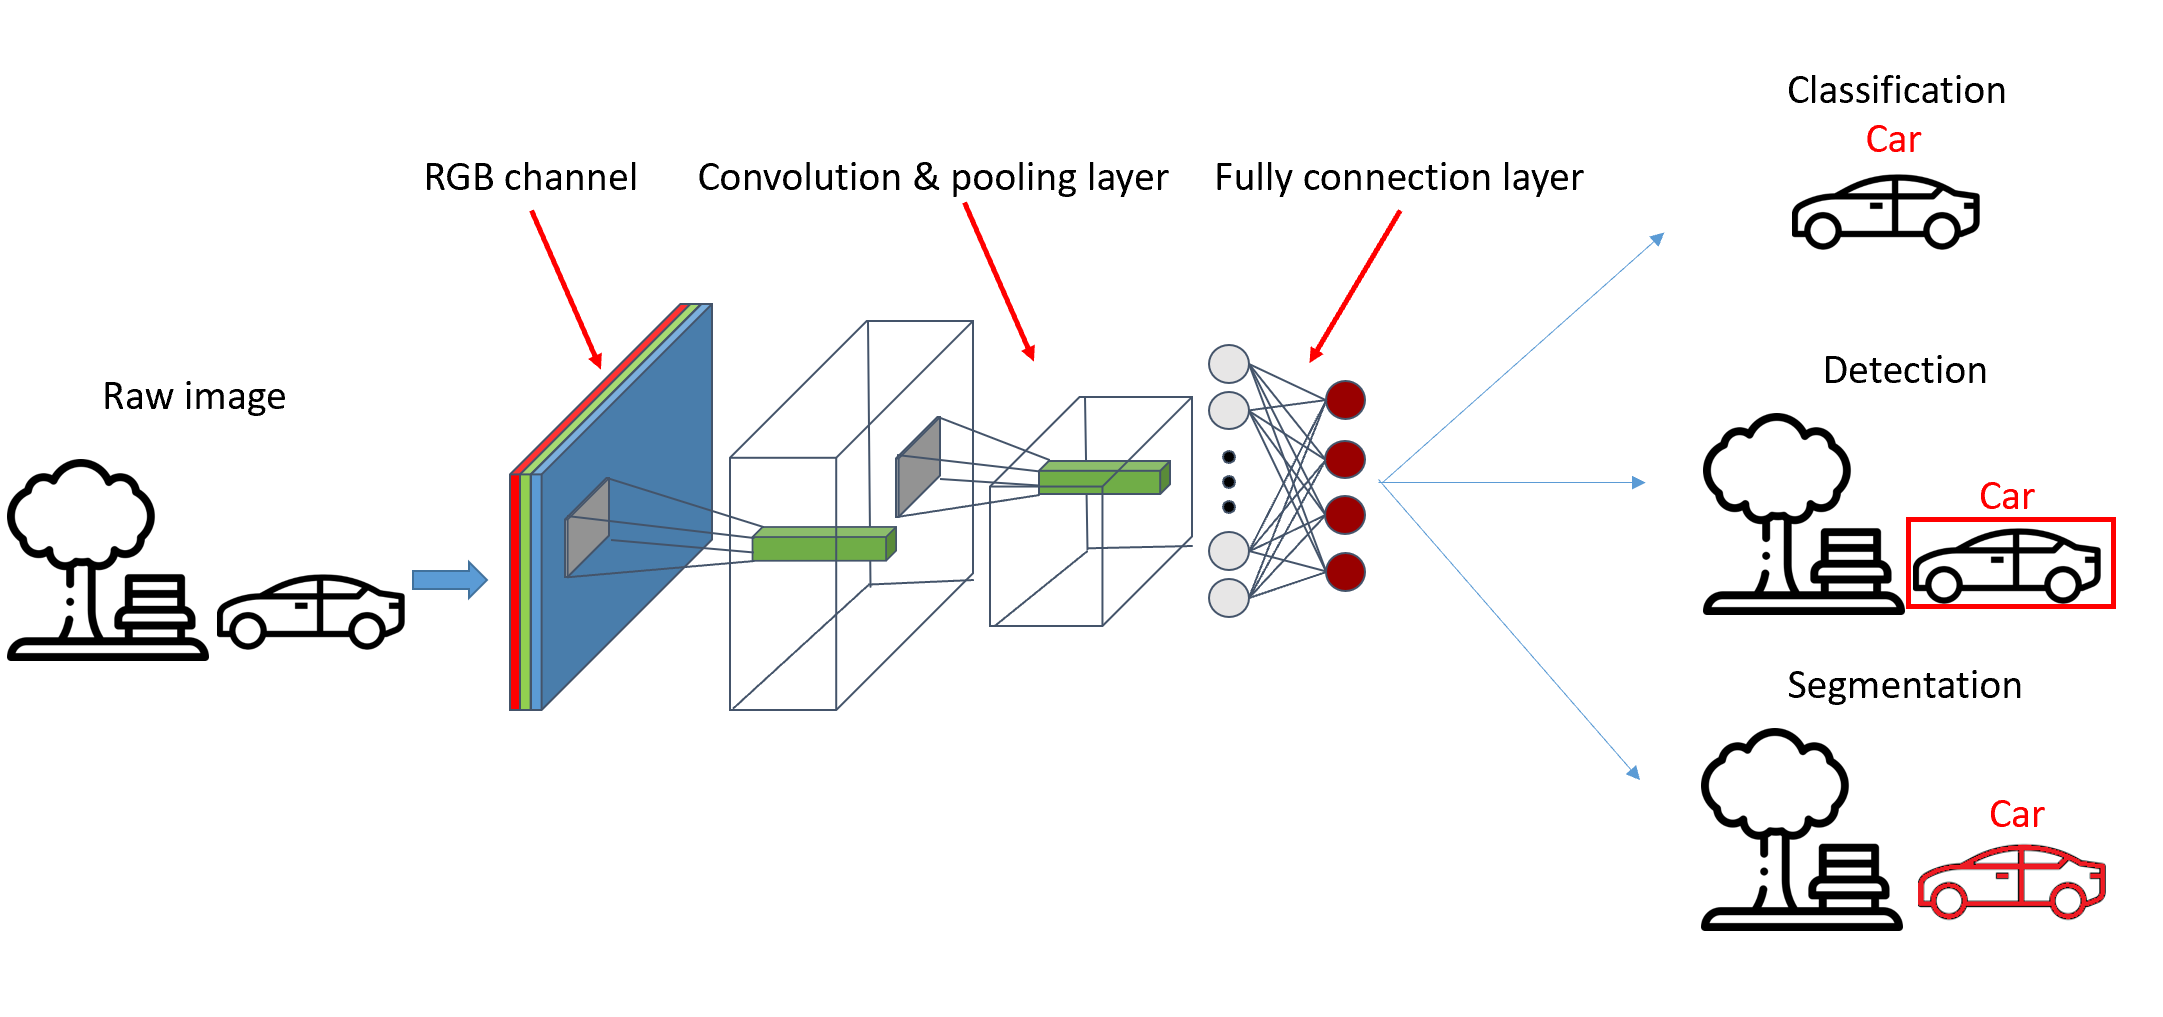 Raw image
RGB channel
Convolution & pooling layer
Fully connection layer
Classification
Car
Detection
Car
Segmentation
Car